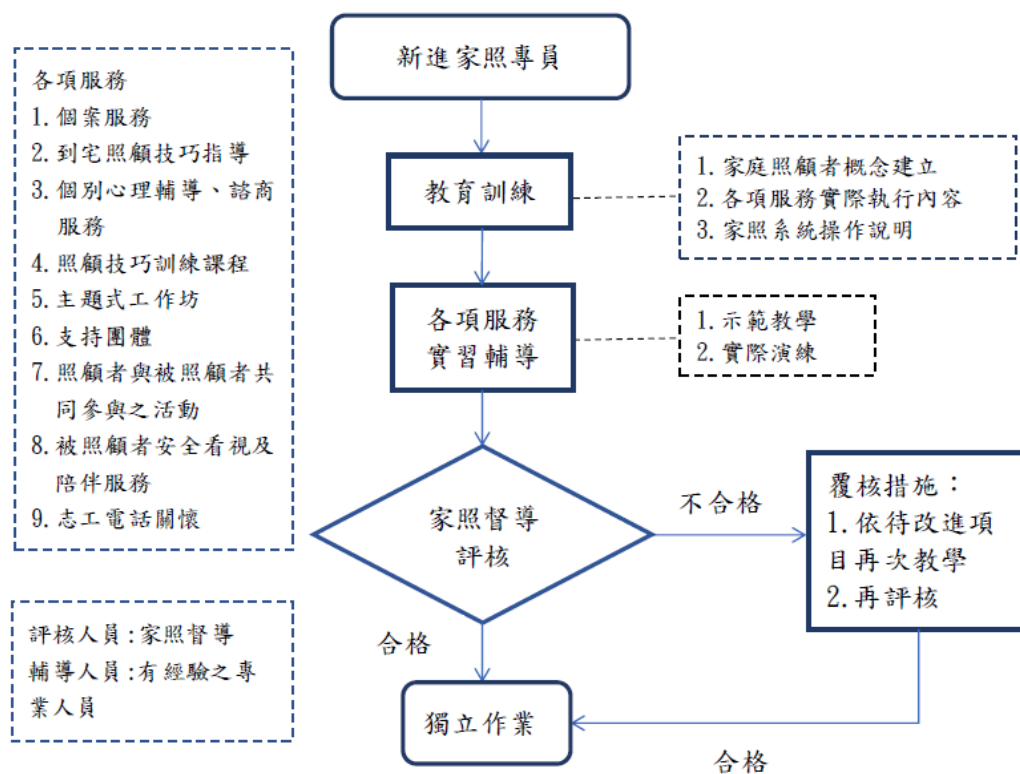 新進家照專員
各項服務
1. 個案服務
2. 到宅照顧技巧指導
3. 個別心理輔導、諮商
服務
4. 照顧技巧訓練課程
5. 主題式工作坊
6. 支持團體
7. 照顧者與被照顧者共
同參與之活動
8. 被照顧者安全看視及
陪伴服務
9. 志工電話關懷
教育訓練
1. 家庭照顧者概念建立
2. 各項服務實際執行內容
3. 家照系統操作說明
各項服務
實習輔導
1. 示範教學
2. 實際演練
家照督導
評核
不合格
覆核措施：
1.依待改進項
目再次教學
2.再評核
合格
評核人員:家照督導
輔導人員:有經驗之專
業人員
獨立作業
合格